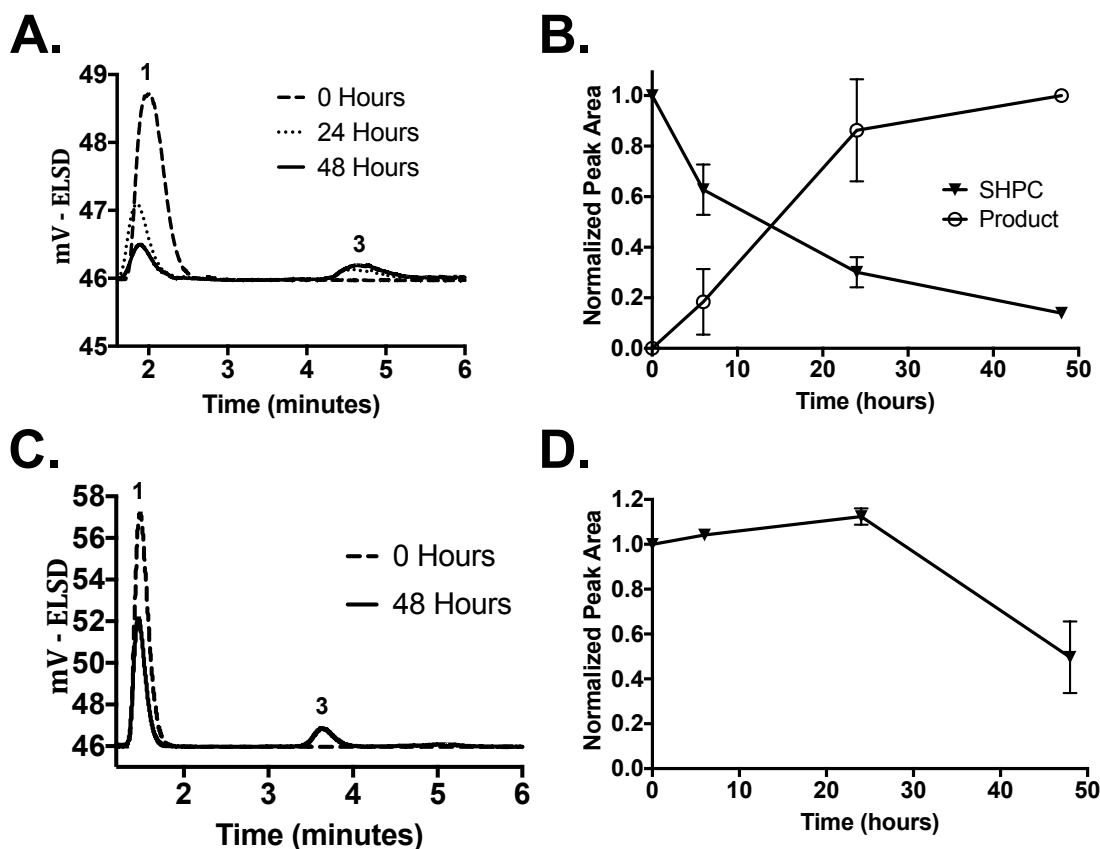 A.
1
49
48
47
46
45
mV - ELSD
0 Hours
24 Hours
48 Hours
3
2
3
4
5
6
Time (minutes)
B.
1.0
0.8
0.6
0.4
0.2
0.0
Normalized Peak Area
SHPC
Product
0
10
20
30
40
50
Time (hours)
C.
1
58
56
54
52
50
48
46
mV - ELSD
0 Hours
48 Hours
3
2
3
4
5
6
Time (minutes)
D.
1.2
1.0
0.8
0.6
0.4
0.2
0.0
Normalized Peak Area
0
10
20
30
40
50
Time (hours)